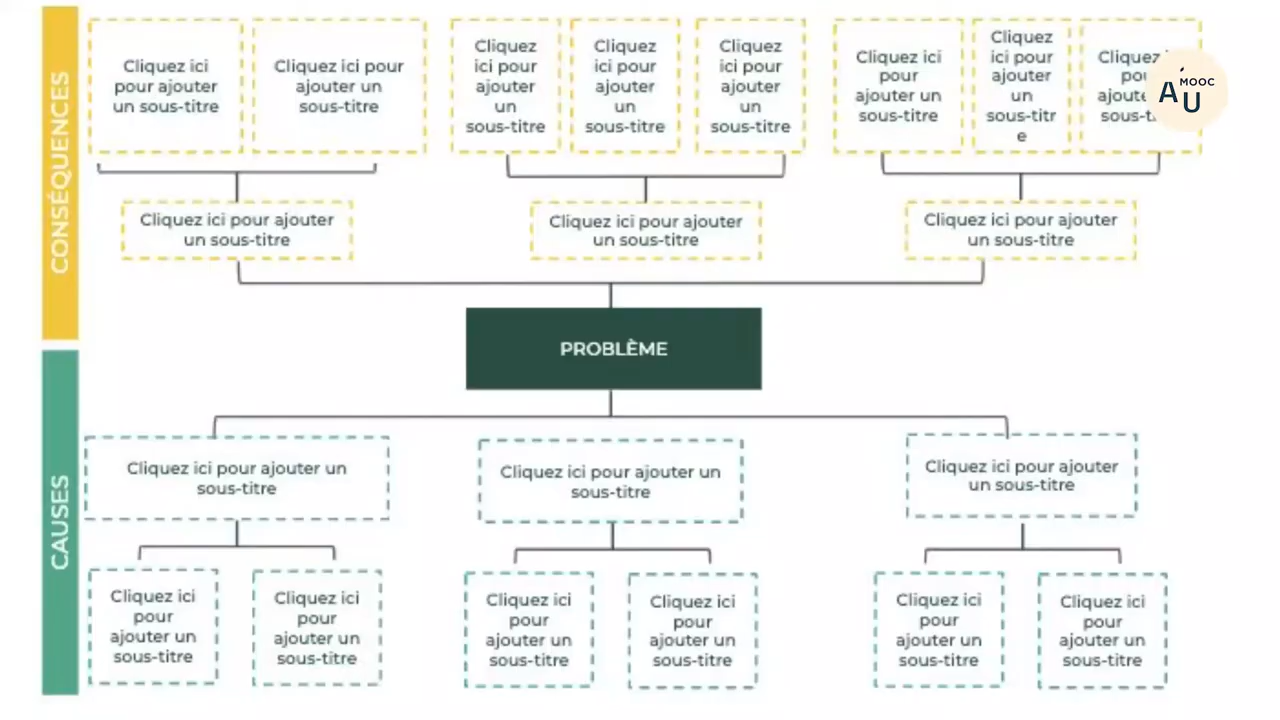 CONSÉQUENCES
Cliquez ici
pour ajouter
un sous-titre
Cliquez ici pour
ajouter un
sous-titre
Cliquez
ici pour
ajouter
un
sous-titre
Cliquez
ici pour
ajouter
un
sous-titre
Cliquez
ici pour
ajouter
un
sous-titre
Cliquez ici
pour
ajouter un
sous-titre
Cliquez
ici pour
ajouter
un
sous-titr
e
Cliquez
MOOC
AU
Cliquez ici pour ajouter
un sous-titre
Cliquez ici pour ajouter
un sous-titre
Cliquez ici pour ajouter
un sous-titre
PROBLÈME
CAUSES
Cliquez ici pour ajouter un
sous-titre
Cliquez ici pour ajouter un
sous-titre
Cliquez ici pour ajouter
un sous-titre
Cliquez ici
pour
ajouter un
sous-titre
Cliquez ici
pour
ajouter un
sous-titre
Cliquez ici
pour
ajouter un
sous-titre
Cliquez ici
pour
ajouter un
sous-titre
Cliquez ici
pour
ajouter un
sous-titre
Cliquez ici
pour
ajouter un
sous-titre